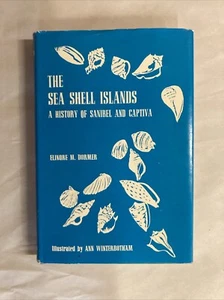 THE
SEA SHELL ISLANDS
A HISTORY OF SANIBEL AND CAPTIVA
ELINORE M. DORMER
Illustrated by ANN WINTERBOTHAM